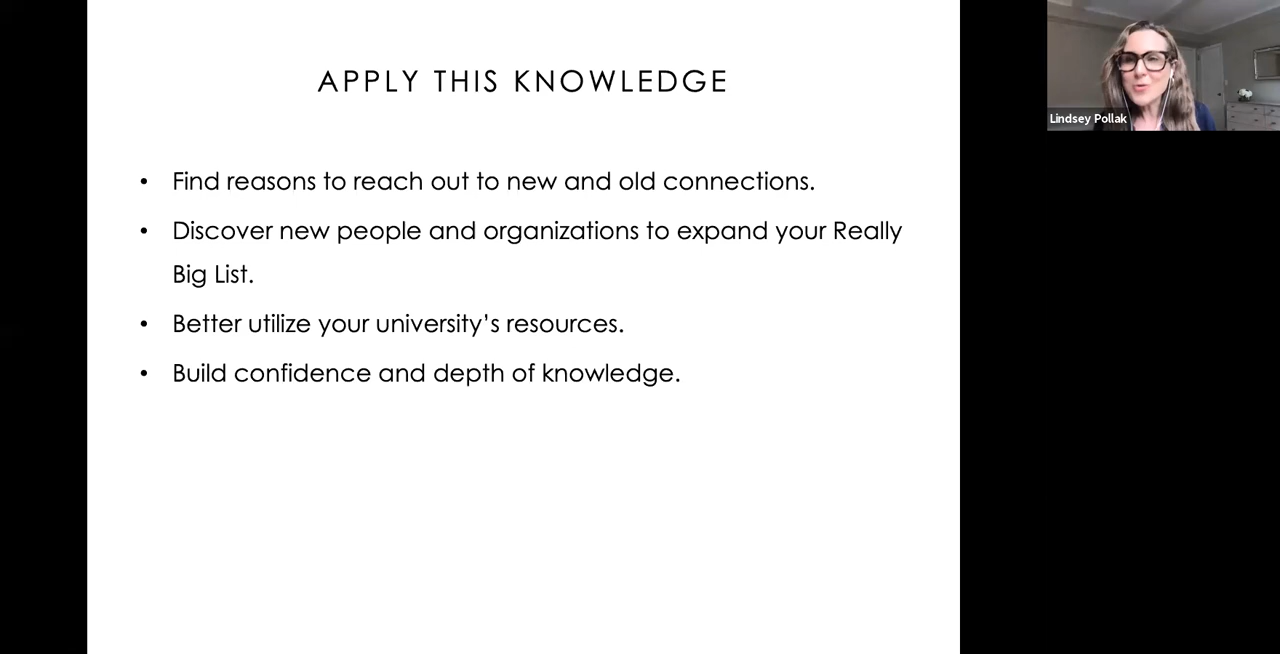 APPLY THIS KNOWLEDGE
Lindsey Pollak
• Find reasons to reach out to new and old connections.
• Discover new people and organizations to expand your Really
Big List.
• Better utilize your university’s resources.
• Build confidence and depth of knowledge.